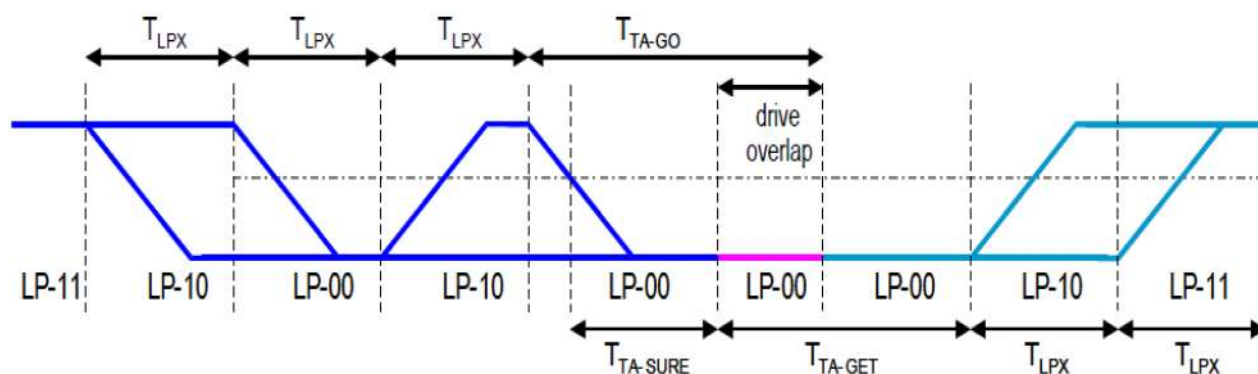 TLPX TLPX TLPX TTA-GO
drive
overlap
LP-11 LP-10 LP-00 LP-10 LP-00 LP-00 LP-00 LP-10 LP-11
TTA-SURE TTA-GET TLPX TLPX